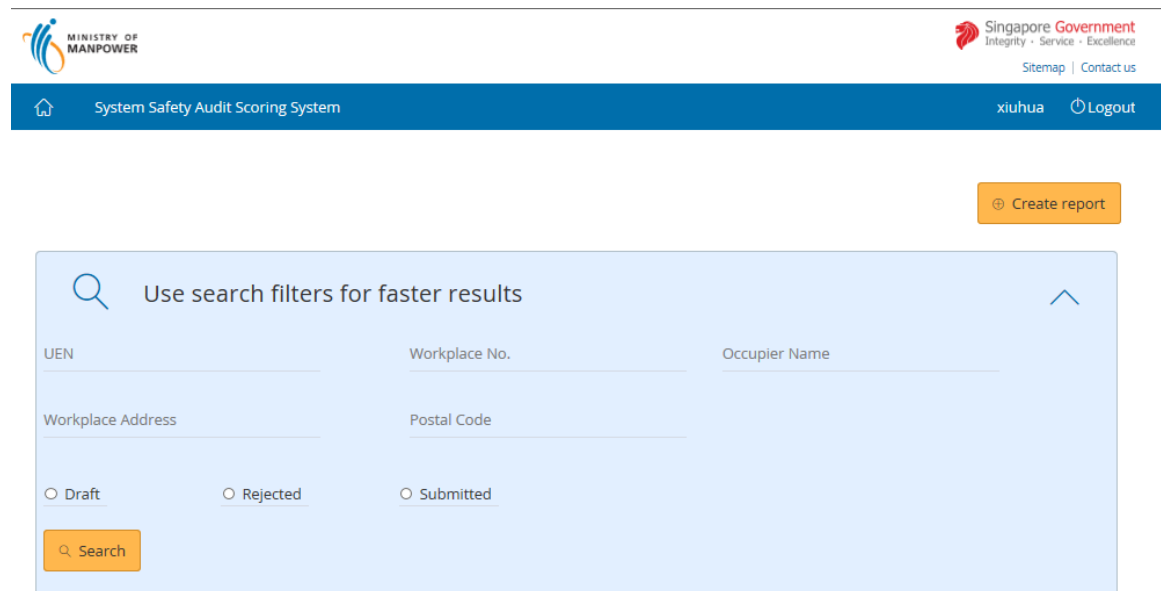 MINISTRY OF
MANPOWER
Singapore Government
Integrity · Service · Excellence
Sitemap | Contact us
System Safety Audit Scoring System
xiuhua
Logout
Create report
Use search filters for faster results
UEN
Workplace No.
Occupier Name
Workplace Address
Postal Code
Draft
Rejected
Submitted
Search